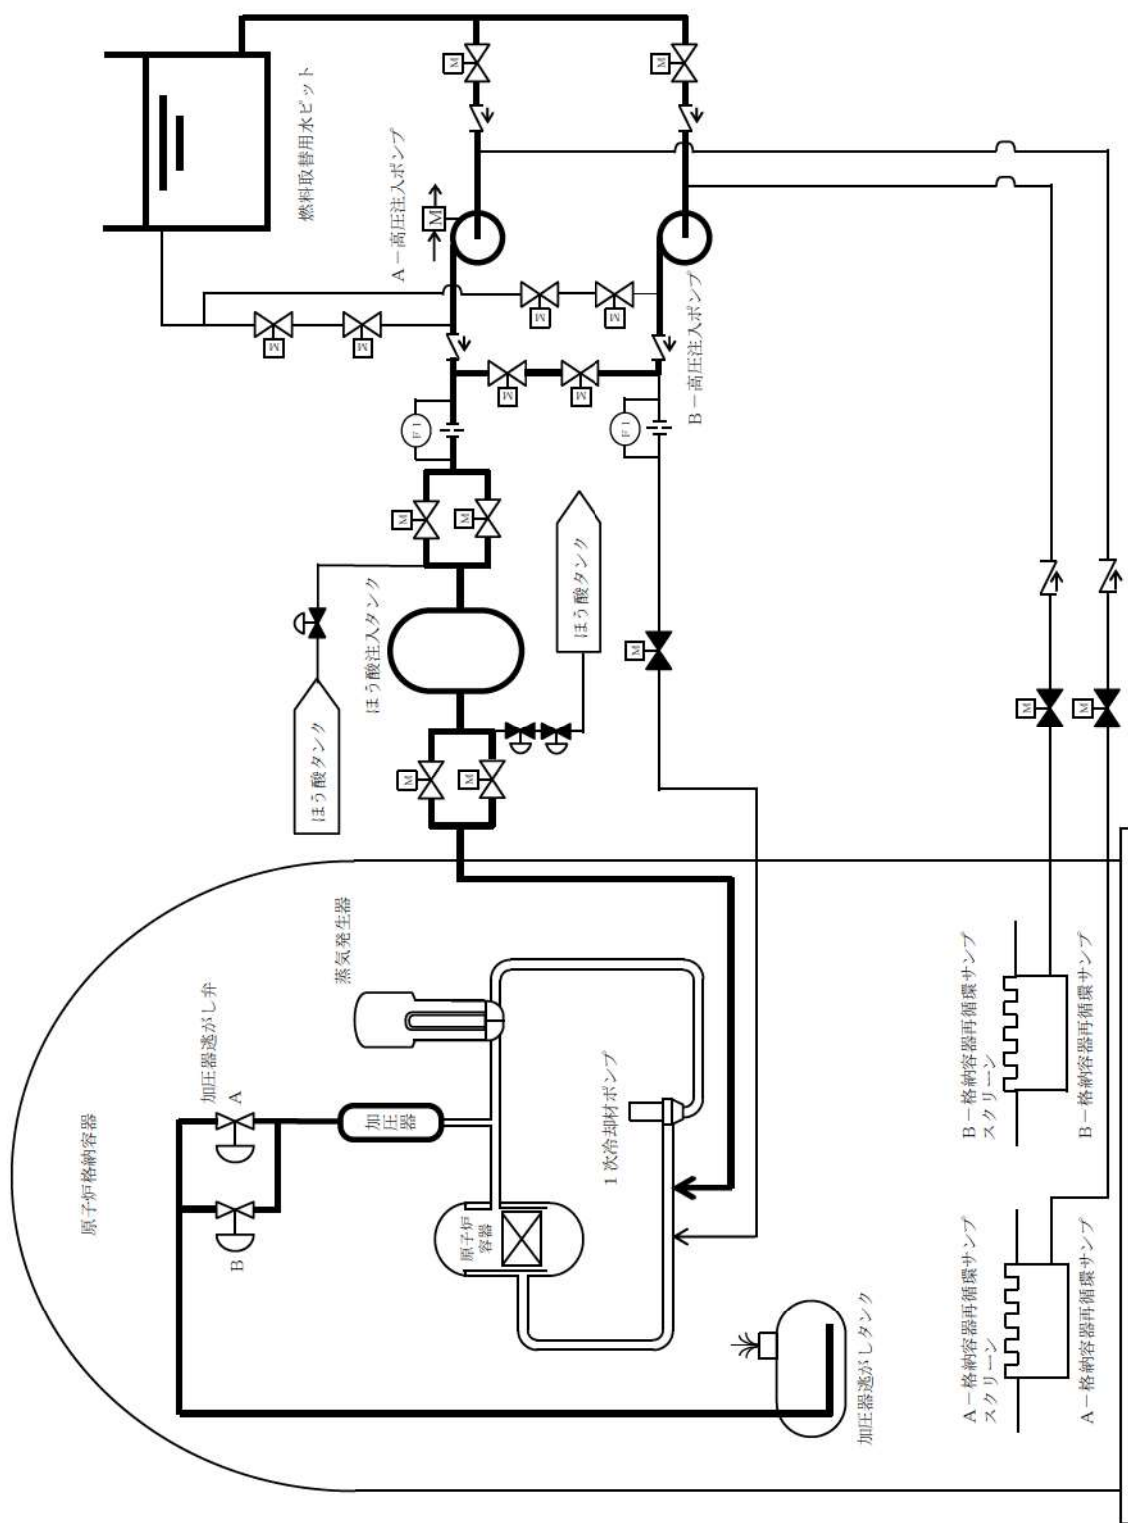 原子炉格納容器
加圧器逃がし弁
A
B
加圧器
蒸気発生器
原子炉
容器
1次冷却材ポンプ
加圧器逃がしタンク
A-格納容器再循環サンプ
スクリーン
A-格納容器再循環サンプ
B-格納容器再循環サンプ
スクリーン
B-格納容器再循環サンプ
ほう酸タンク
ほう酸注入タンク
ほう酸タンク
M
M
M
M
M
M
M
FI
FI
M
M
M
M
M
M
M
M
M
M
燃料取替用水ピット
A-高圧注入ポンプ
B-高圧注入ポンプ